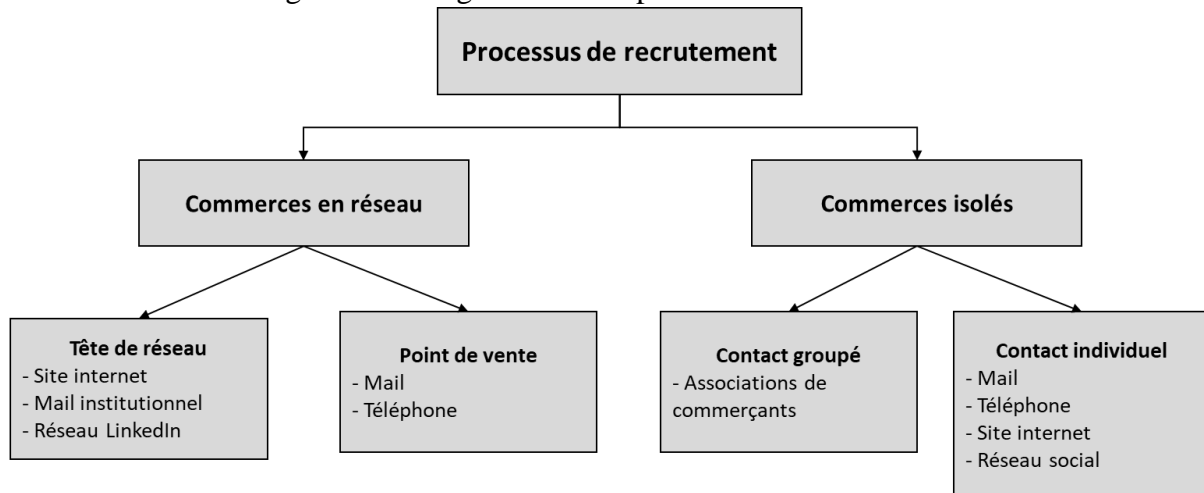 Processus de recrutement
Commerces en réseau
Commerces isolés
Tête de réseau
- Site internet
- Mail institutionnel
- Réseau LinkedIn
Point de vente
- Mail
- Téléphone
Contact groupé
- Associations de
commerçants
Contact individuel
- Mail
- Téléphone
- Site internet
- Réseau social